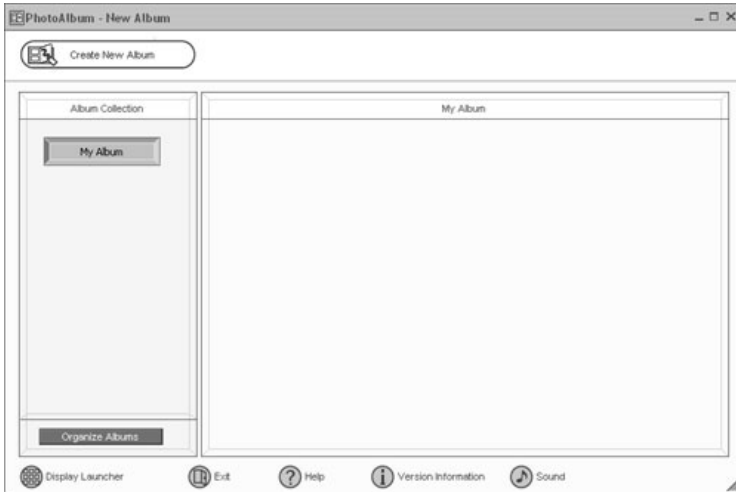 PhotoAlbum - New Album
Create New Album
Album Collection
My Album
My Album
Organize Albums
Display Launcher
Exit
Help
Version Information
Sound